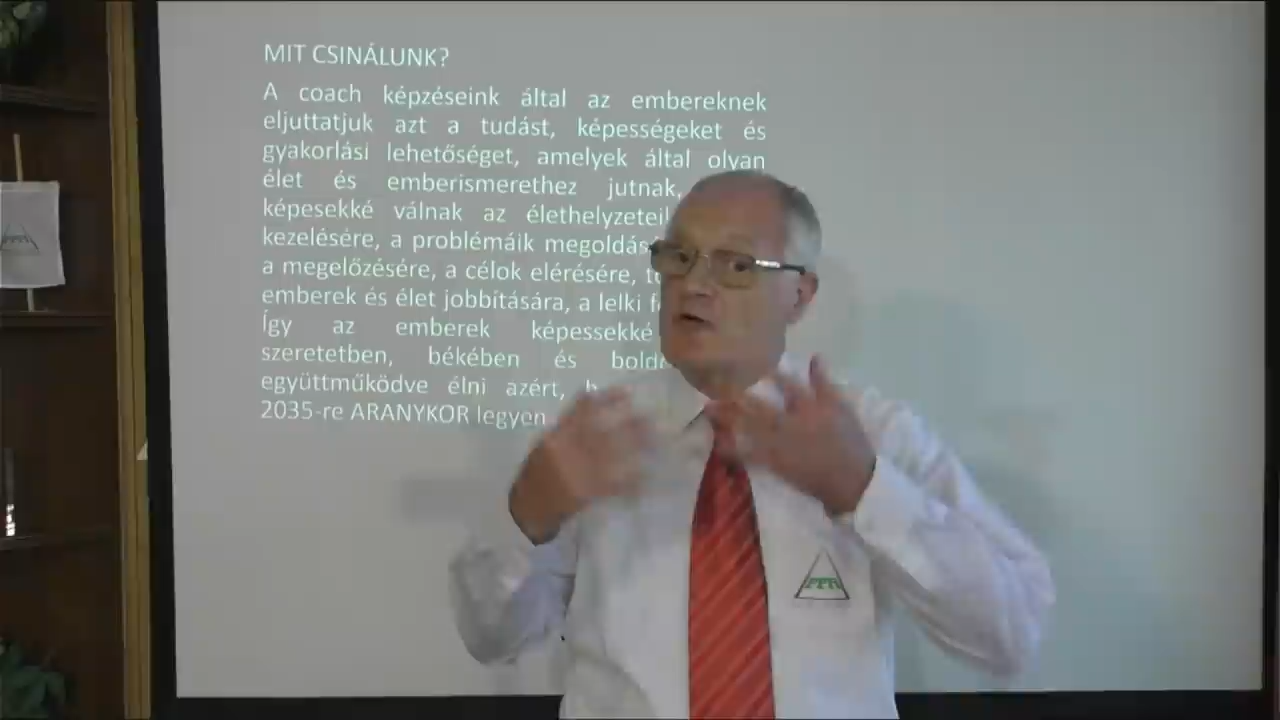 MIT CSINÁLUNK?
A coach képzéseink által az embereknek
eljuttatjuk azt a tudást, képességeket és
gyakorlási lehetőséget, amelyek által olyan
élet és emberismerethez jutnak,
képesekké válnak az
kezelésére, a problémáik
a megelőzésére, a célok elérésére,
emberek és élet jobbítására, a lelki
Így az emberek képessekké
szeretetben, békében és
együttműködve élni azért,
2035-re ARANYKOR legyen